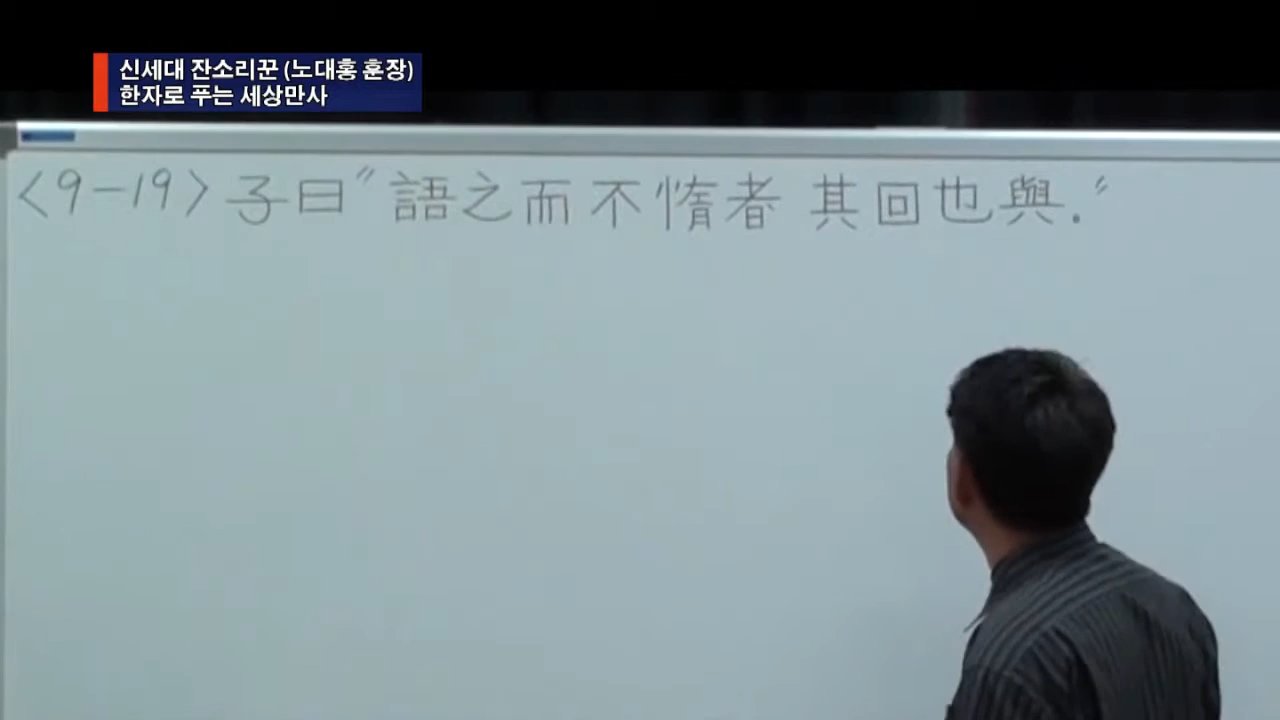 신세대 잔소리꾼 (노대홍 훈장)
한자로 푸는 세상만사
<9-19> 子曰 〃語之而不惰者 其回也與.〃